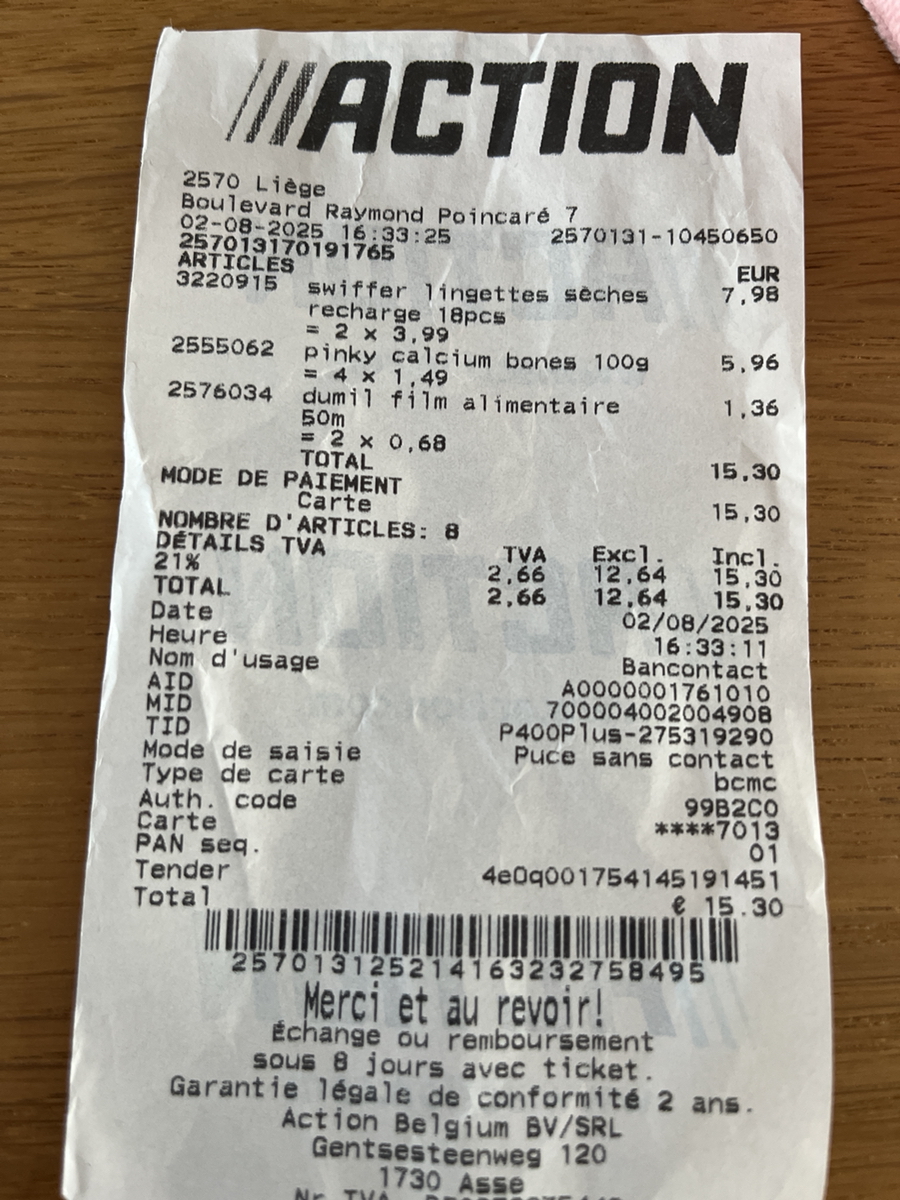 ACTION
2570 Liège
Boulevard Raymond Poincaré 7
02-08-2025 16:33:25 2570131-10450650
257013170191765
ARTICLES EUR
3220915 swiffer lingettes sèches 7,98
recharge 18pcs
= 2 x 3,99
2555062 pinky calcium bones 100g 5,96
= 4 x 1,49
2576034 dumil film alimentaire 1,36
50m
= 2 x 0,68
TOTAL 15,30
MODE DE PAIEMENT
Carte 15,30
NOMBRE D'ARTICLES: 8
DÉTAILS TVA TVA Excl. Incl.
21% 2,66 12,64 15,30
TOTAL 2,66 12,64 15,30
Date 02/08/2025
Heure 16:33:11
Nom d'usage Bancontact
AID A0000001761010
MID 700004002004908
TID P400Plus-275319290
Mode de saisie Puce sans contact
Type de carte bcmc
Auth. code 99B2C0
Carte ****7013
PAN seq. 01
Tender 4e0q001754145191451
Total € 15.30
257013125214163232758495
Merci et au revoir!
Échange ou remboursement
sous 8 jours avec ticket.
Garantie légale de conformité 2 ans.
Action Belgium BV/SRL
Gentsesteenweg 120
1730 Asse
Nr TVA